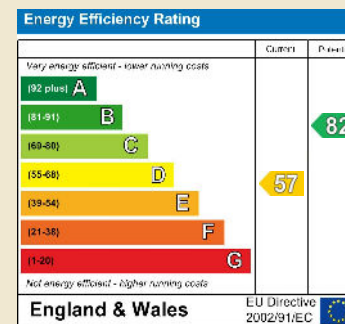 Energy Efficiency Rating
Current
Very energy efficient - lower running costs
(92 plus) A
(81-91) B
82
(69-80) C
(55-68) D
57
(39-54) E
(21-38) F
(1-20) G
Not energy efficient - higher running costs
England & Wales
EU Directive
2002/91/EC